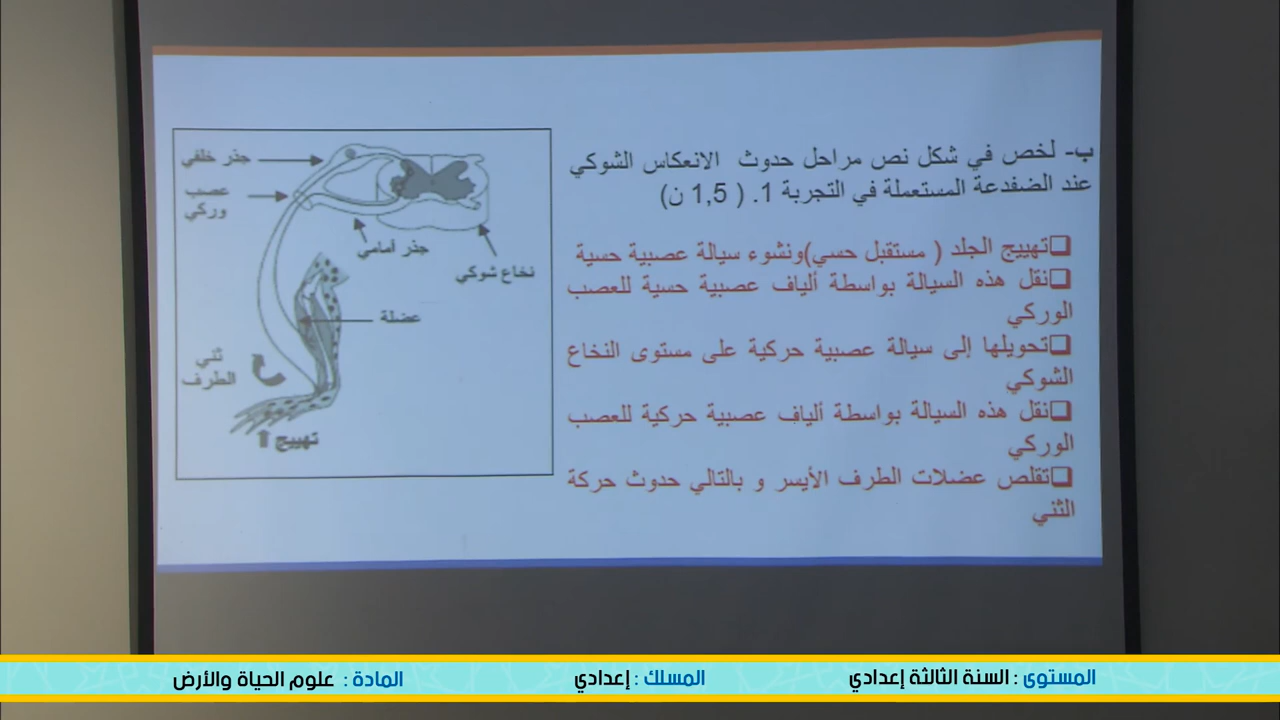 ب- لخص في شكل نص مراحل حدوث الانعكاس الشوكي
عند الضفدعة المستعملة في التجربة 1. ( 1,5 ن)
❑تهييج الجلد ( مستقبل حسي)ونشوء سيالة عصبية حسية
❑نقل هذه السيالة بواسطة ألياف عصبية حسية للعصب
الوركي
❑تحويلها إلى سيالة عصبية حركية على مستوى النخاع
الشوكي
❑نقل هذه السيالة بواسطة ألياف عصبية حركية للعصب
الوركي
❑تقلص عضلات الطرف الأيسر و بالتالي حدوث حركة
الثني
جذر خلفي
عصب
وركي
جذر أمامي
نخاع شوكي
عضلة
ثني
الطرف
تهييج
المستوى : السنة الثالثة إعدادي
المسلك : إعدادي
المادة : علوم الحياة والأرض